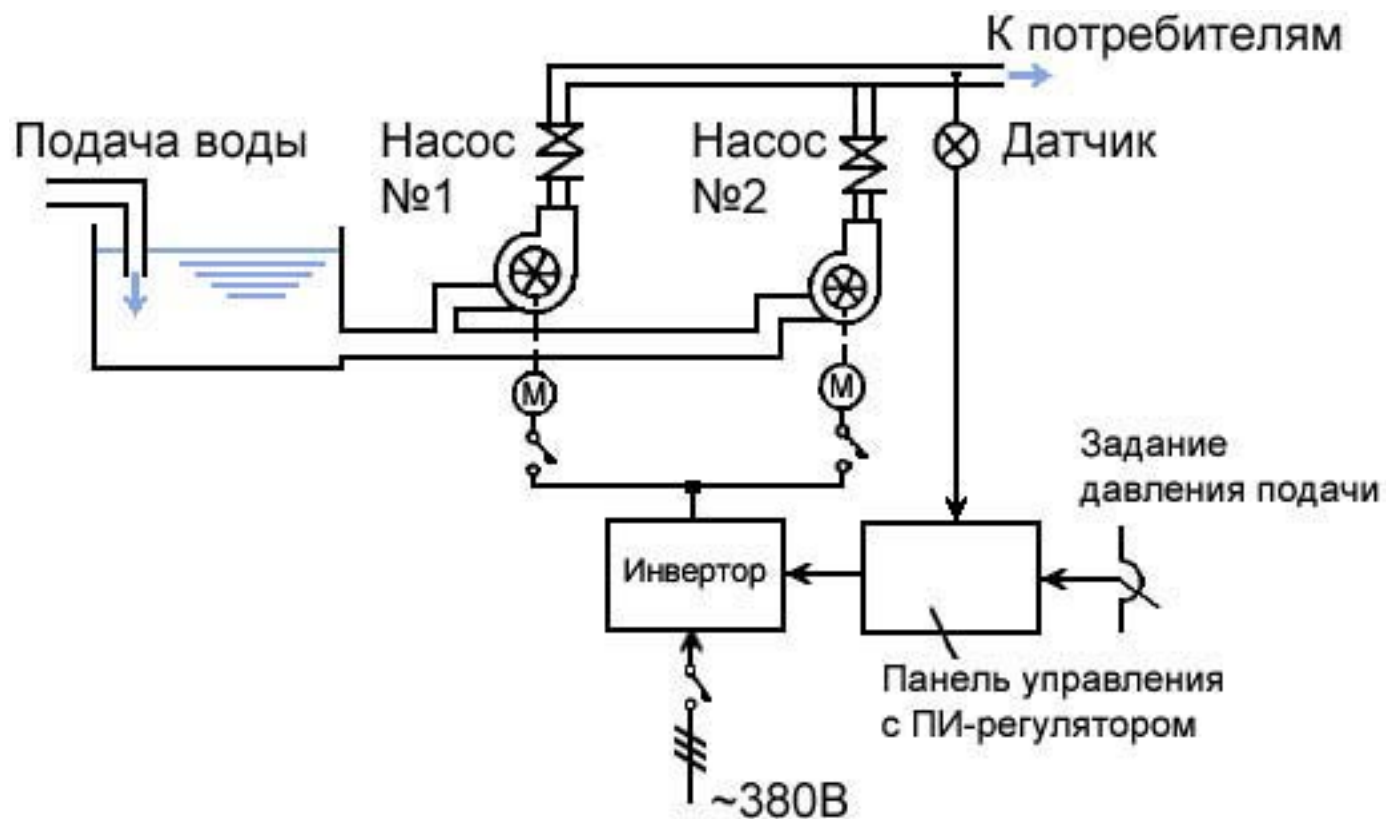 К потребителям
Подача воды
Насос
№1
Насос
№2
Датчик
М
М
Задание
давления подачи
Инвертор
Панель управления
с ПИ-регулятором
~380В